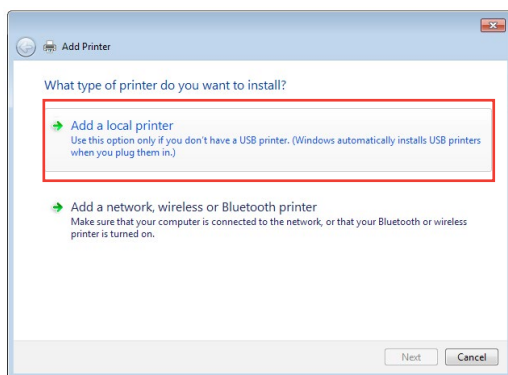 Add Printer
What type of printer do you want to install?
Add a local printer
Use this option only if you don't have a USB printer. (Windows automatically installs USB printers
when you plug them in.)
Add a network, wireless or Bluetooth printer
Make sure that your computer is connected to the network, or that your Bluetooth or wireless
printer is turned on.
Next Cancel